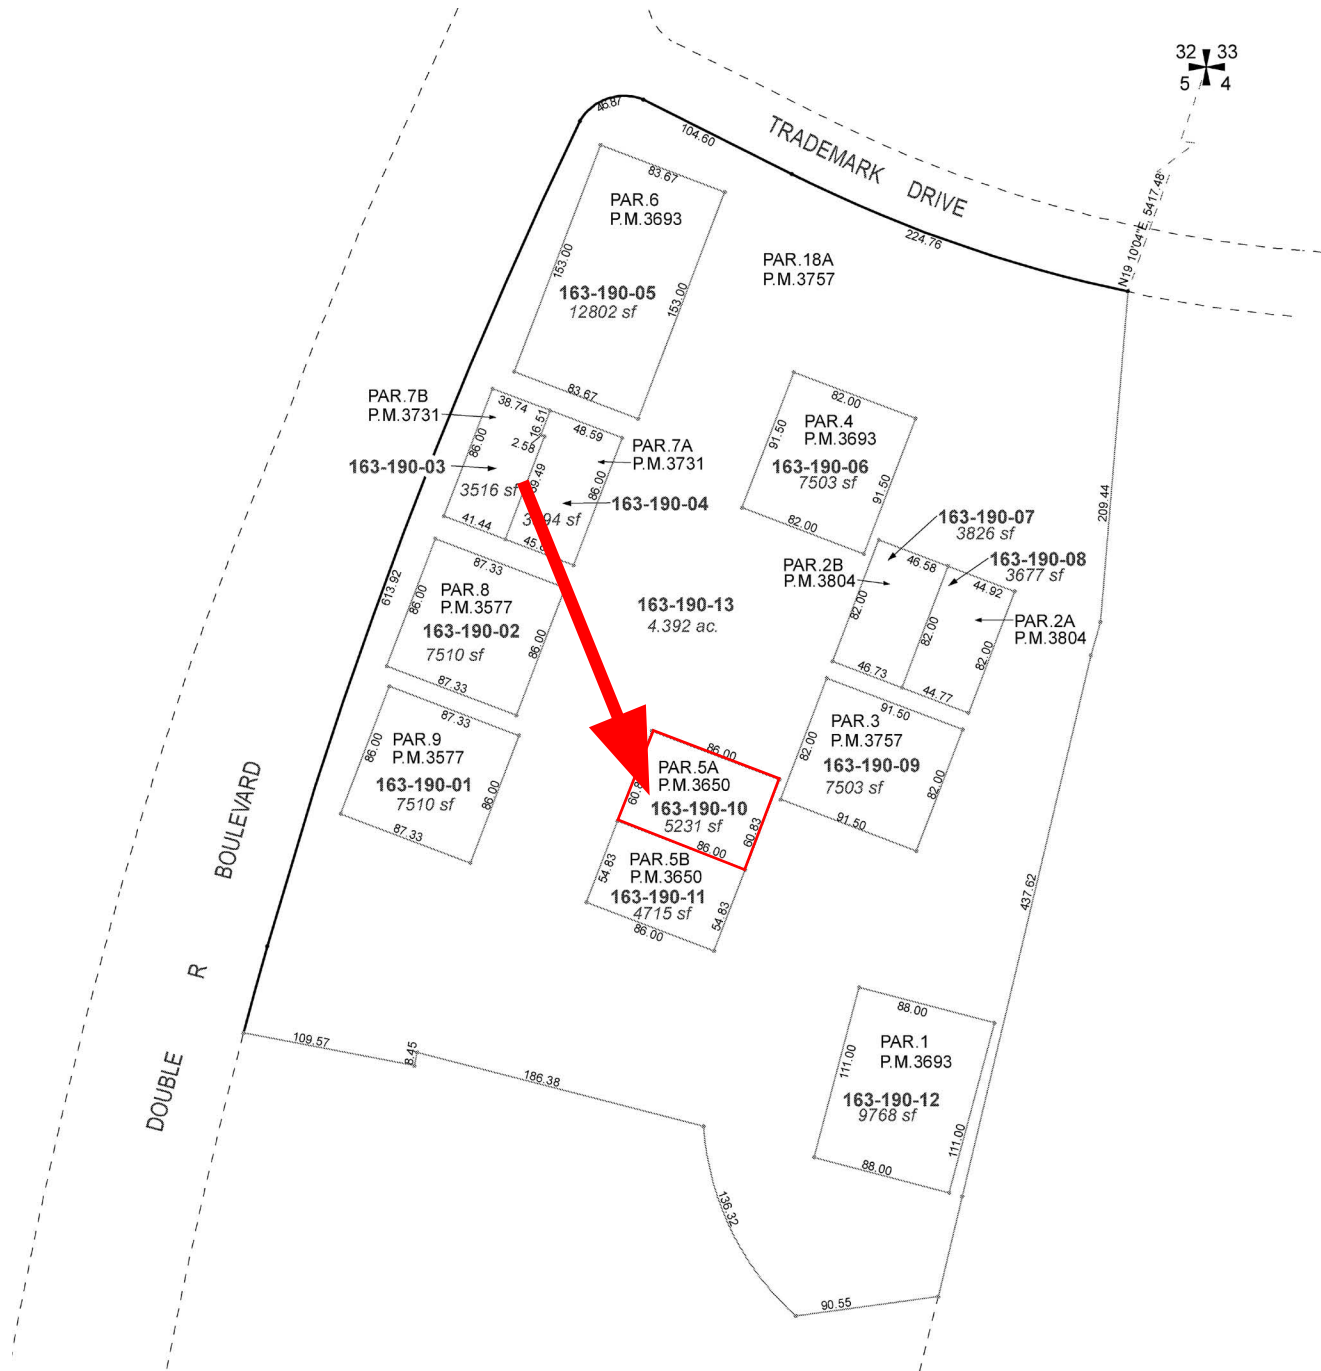 32 33
5 4
TRADEMARK DRIVE
N19 10'04"E, 5417.48'
46.87
104.60
224.76
83.67
PAR.6
P.M.3693
153.00
163-190-05
12802 sf
153.00
83.67
PAR.18A
P.M.3757
PAR.7B
P.M.3731
38.74
16.51
48.59
2.58
86.00
PAR.7A
P.M.3731
163-190-03
3516 sf
86.00
163-190-04
41.44
82.00
PAR.4
P.M.3693
91.50
163-190-06
7503 sf
91.50
82.00
209.44
163-190-07
3826 sf
46.58
163-190-08
3677 sf
44.92
PAR.2B
P.M.3804
82.00
82.00
PAR.2A
P.M.3804
82.00
46.73
44.77
613.92
87.33
PAR.8
P.M.3577
86.00
163-190-02
7510 sf
86.00
87.33
163-190-13
4.392 ac.
87.33
PAR.9
P.M.3577
86.00
163-190-01
7510 sf
86.00
87.33
91.50
PAR.3
P.M.3757
82.00
163-190-09
7503 sf
82.00
91.50
86.00
PAR.5A
P.M.3650
163-190-10
5231 sf
60.83
86.00
PAR.5B
P.M.3650
54.83
163-190-11
4715 sf
54.83
86.00
437.62
DOUBLE R BOULEVARD
109.57
8.45
186.38
88.00
PAR.1
P.M.3693
111.00
163-190-12
9768 sf
111.00
88.00
136.32
90.55